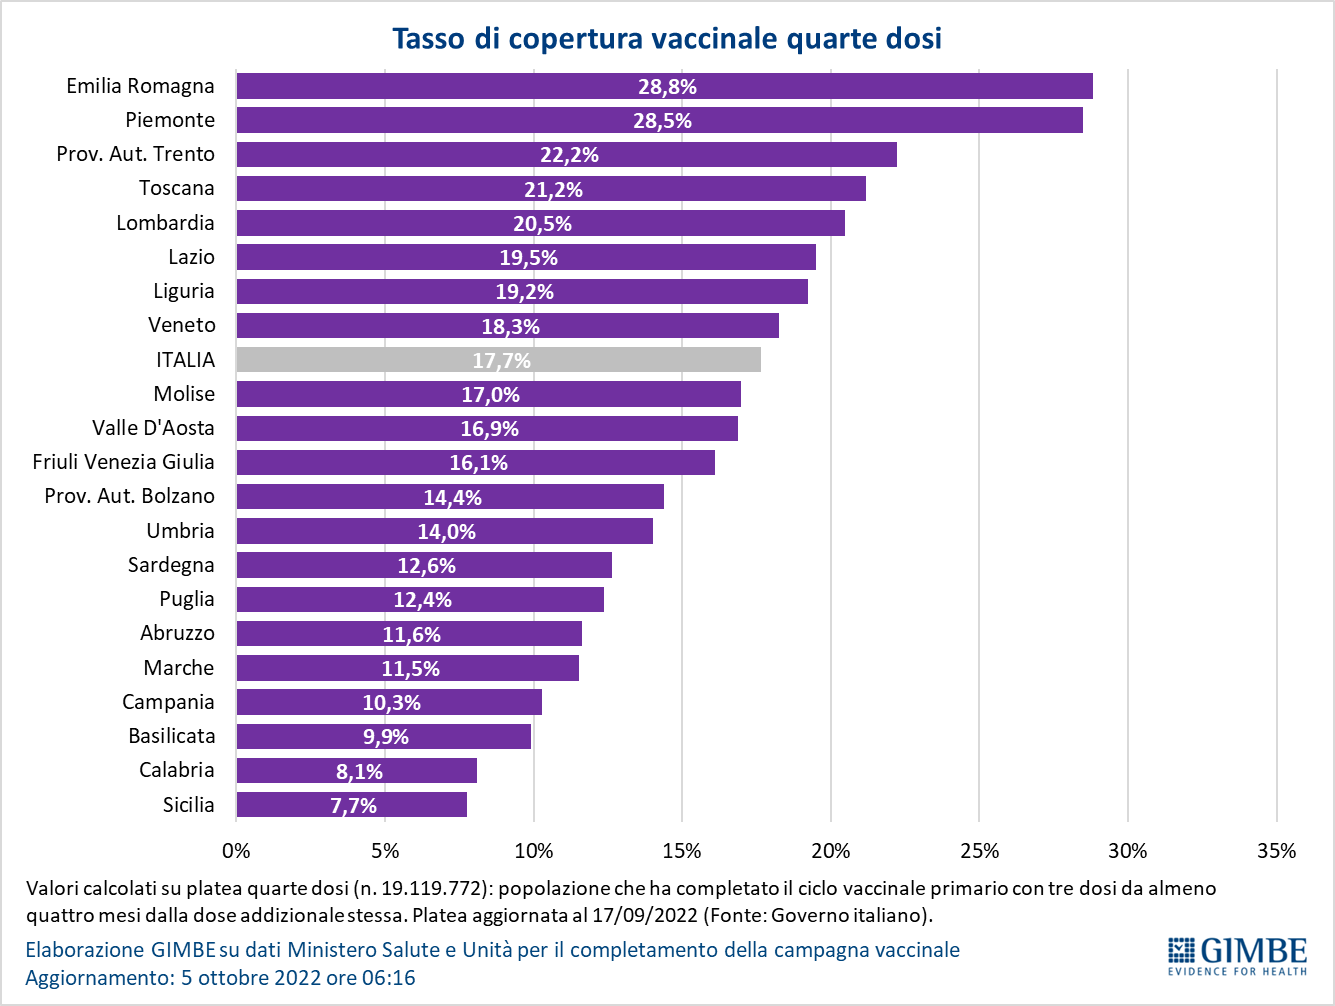 Tasso di copertura vaccinale quarte dosi
Emilia Romagna 28,8%
Piemonte 28,5%
Prov. Aut. Trento 22,2%
Toscana 21,2%
Lombardia 20,5%
Lazio 19,5%
Liguria 19,2%
Veneto 18,3%
ITALIA 17,7%
Molise 17,0%
Valle D'Aosta 16,9%
Friuli Venezia Giulia 16,1%
Prov. Aut. Bolzano 14,4%
Umbria 14,0%
Sardegna 12,6%
Puglia 12,4%
Abruzzo 11,6%
Marche 11,5%
Campania 10,3%
Basilicata 9,9%
Calabria 8,1%
Sicilia 7,7%
0% 5% 10% 15% 20% 25% 30% 35%
Valori calcolati su platea quarte dosi (n. 19.119.772): popolazione che ha completato il ciclo vaccinale primario con tre dosi da almeno
quattro mesi dalla dose addizionale stessa. Platea aggiornata al 17/09/2022 (Fonte: Governo italiano).
Elaborazione GIMBE su dati Ministero Salute e Unità per il completamento della campagna vaccinale
Aggiornamento: 5 ottobre 2022 ore 06:16
GIMBE
EVIDENCE FOR HEALTH